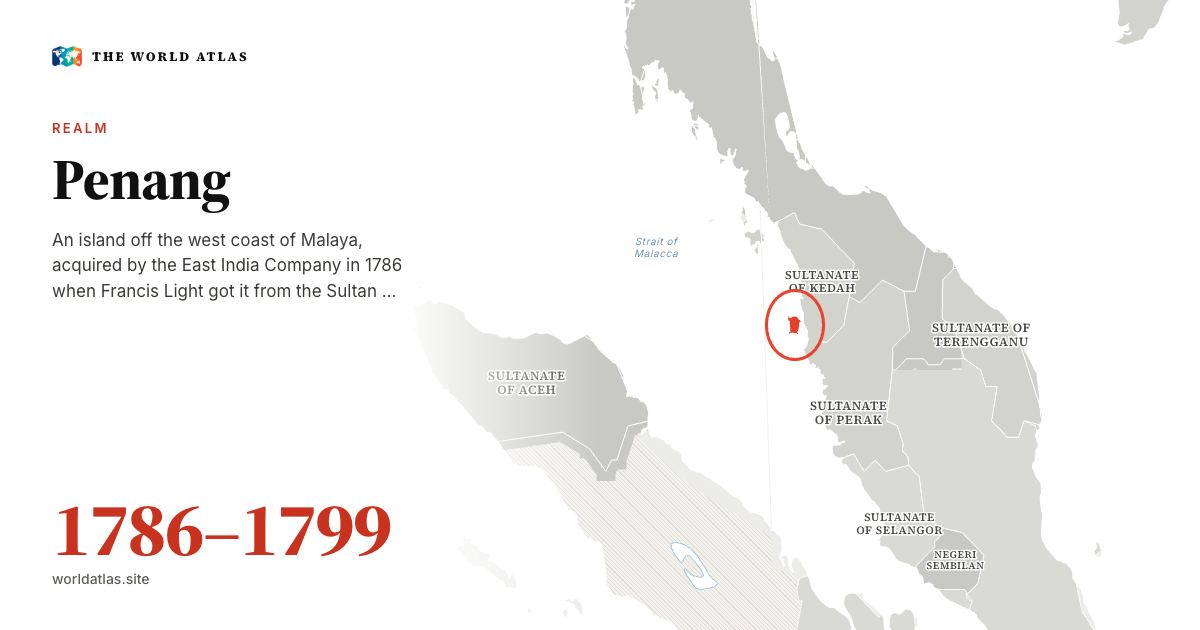 THE WORLD ATLAS
REALM
Penang
An island off the west coast of Malaya,
acquired by the East India Company in 1786
when Francis Light got it from the Sultan ...
1786–1799
worldatlas.site
Strait of
Malacca
SULTANATE
OF KEDAH
SULTANATE OF
TERENGGANU
SULTANATE
OF ACEH
SULTANATE
OF PERAK
SULTANATE
OF SELANGOR
NEGERI
SEMBILAN